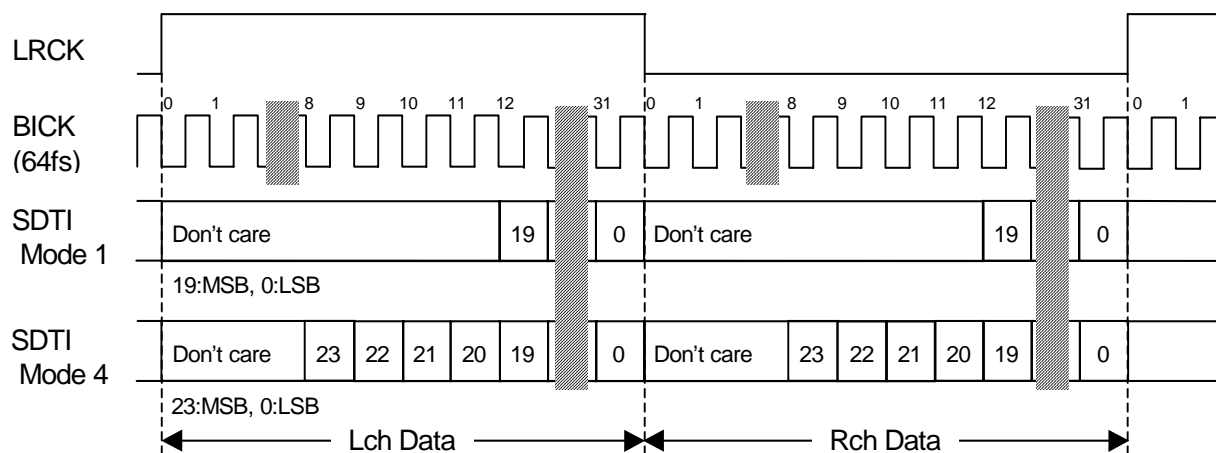 LRCK
0 1 8 9 10 11 12 31 0 1 8 9 10 11 12 31 0 1
BICK
(64fs)
SDTI
Mode 1
Don't care 19 0 Don't care 19 0
19:MSB, 0:LSB
SDTI
Mode 4
Don't care 23 22 21 20 19 0 Don't care 23 22 21 20 19 0
23:MSB, 0:LSB
Lch Data Rch Data